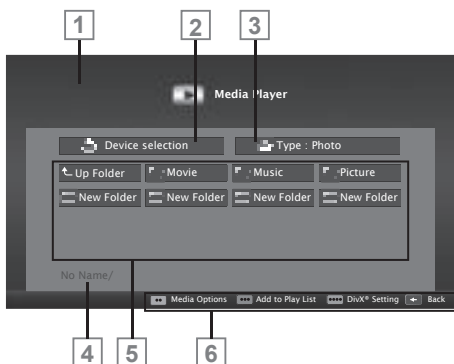 1 2 3
Media Player
Device selection Type : Photo
Up Folder Movie Music Picture
New Folder New Folder New Folder New Folder
No Name/
Media Options Add to Play List DivX® Setting Back
4 5 6